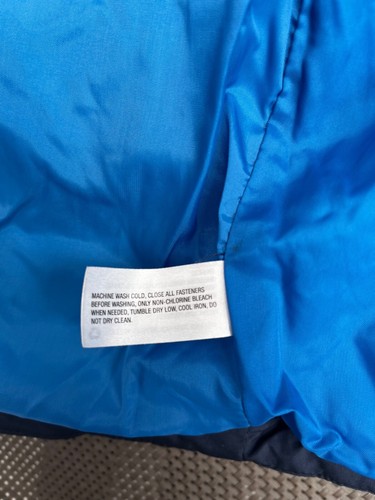 MACHINE WASH COLD, CLOSE ALL FASTENERS
BEFORE WASHING, ONLY NON-CHLORINE BLEACH
WHEN NEEDED, TUMBLE DRY LOW, COOL IRON, DO
NOT DRY CLEAN.